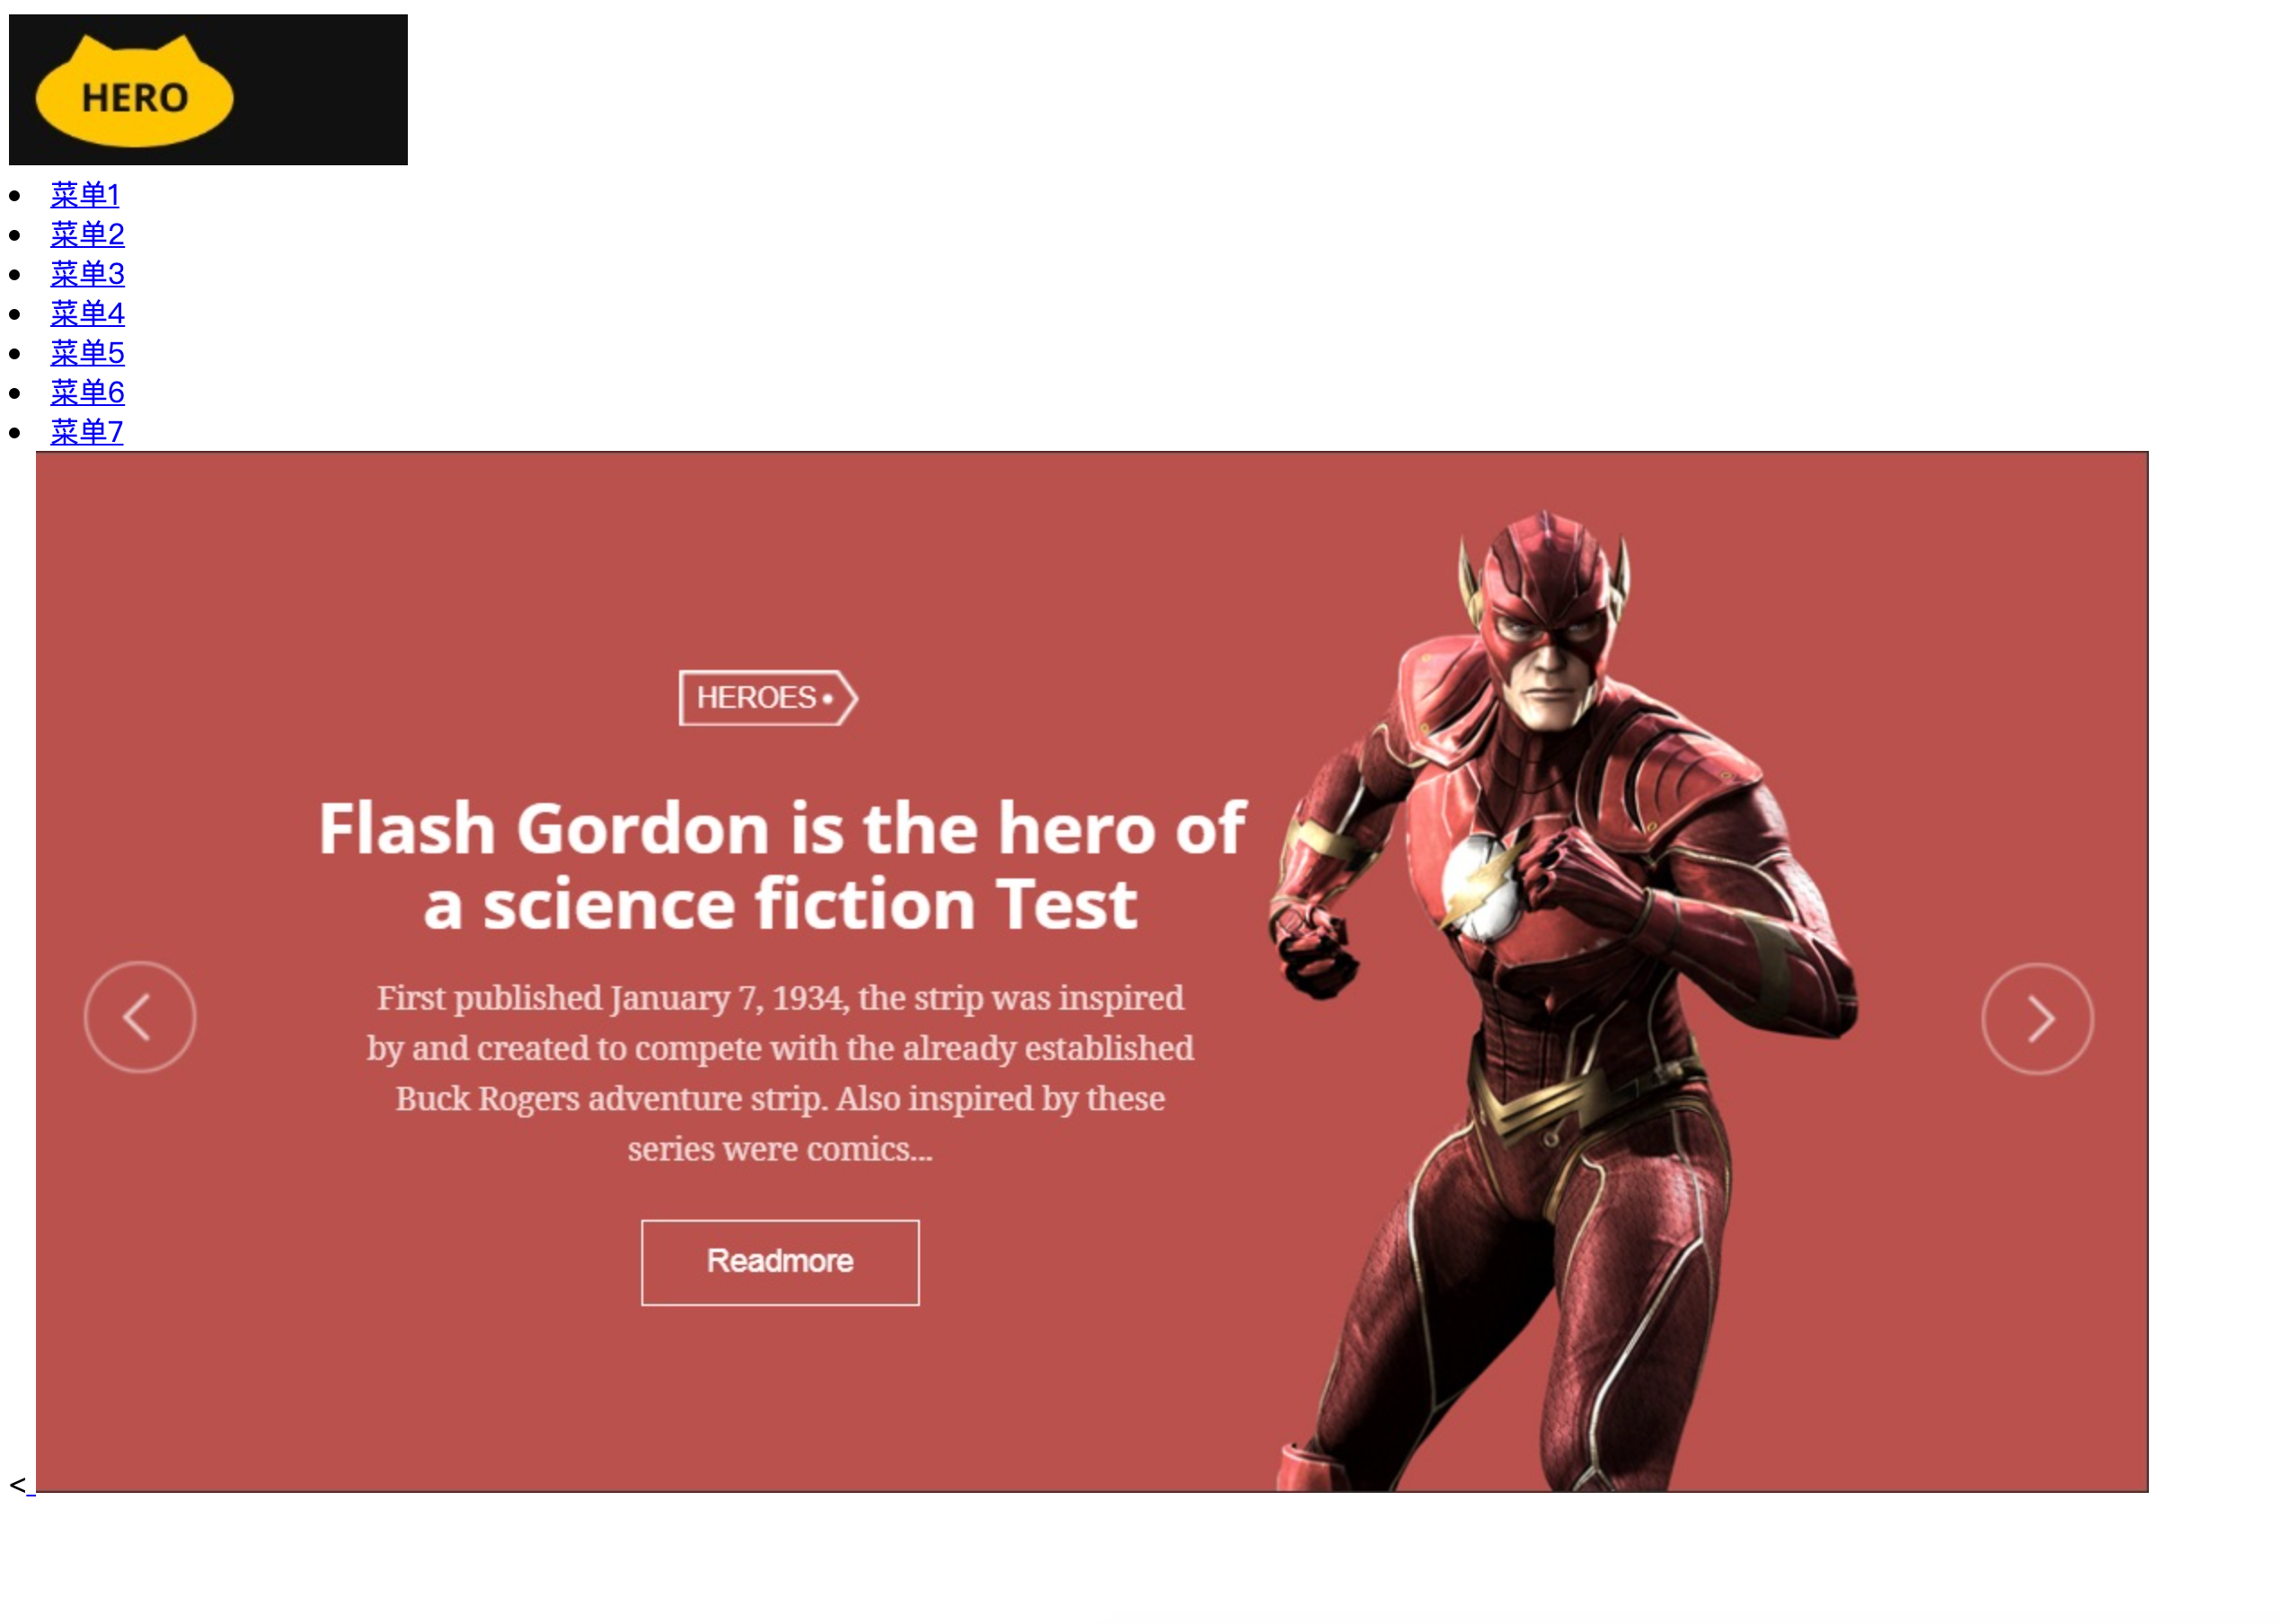 HERO
菜单1
菜单2
菜单3
菜单4
菜单5
菜单6
菜单7
HEROES
Flash Gordon is the hero of
a science fiction Test
First published January 7, 1934, the strip was inspired
by and created to compete with the already established
Buck Rogers adventure strip. Also inspired by these
series were comics...
Readmore
<